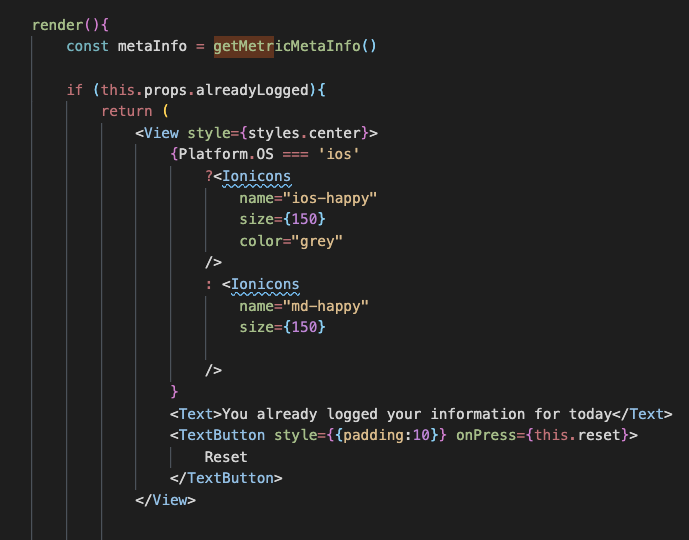 render(){
const metaInfo = getMetricMetaInfo()
if (this.props.alreadyLogged){
return (
<View style={styles.center}>
{Platform.OS === 'ios'
?<Ionicons
name="ios-happy"
size={150}
color="grey"
/>
: <Ionicons
name="md-happy"
size={150}
/>
}
<Text>You already logged your information for today</Text>
<TextButton style={{padding:10}} onPress={this.reset}>
Reset
</TextButton>
</View>